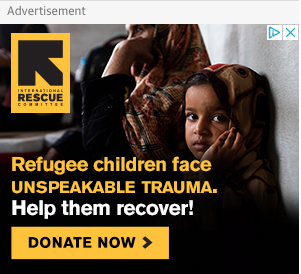 Advertisement
INTERNATIONAL
RESCUE
COMMITTEE
Refugee children face
UNSPEAKABLE TRAUMA.
Help them recover!
DONATE NOW >